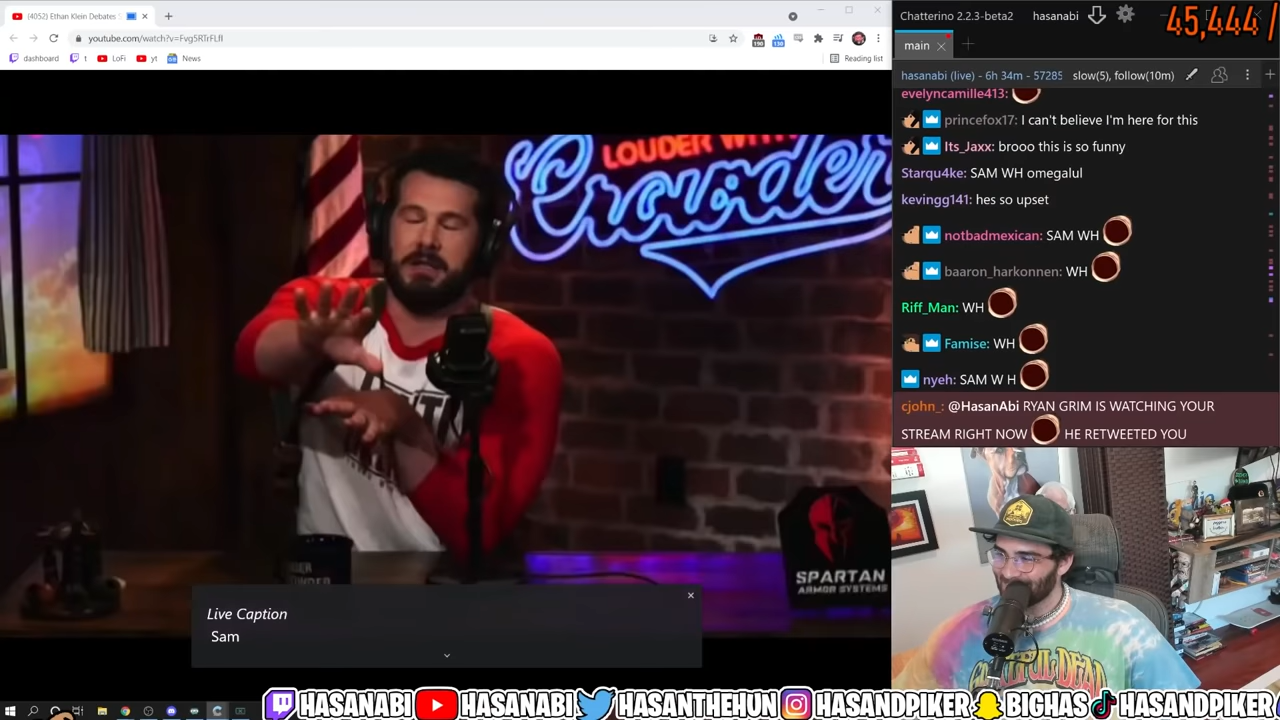 (4052) Ethan Klein Debates S
youtube.com/watch?v=Fvg5RTrFLfI
dashboard
t
LoFi
yt
News
Reading list
LOUDER WITH
Crowder
SPARTAN
ARMOR SYSTEMS
Live Caption
Sam
Chatterino 2.2.3-beta2
hasanabi
45,444 /
main
hasanabi (live) - 6h 34m - 57285
slow(5), follow(10m)
evelyncamille413:
princefox17: I can't believe I'm here for this
Its_Jaxx: brooo this is so funny
Starqu4ke: SAM WH omegalul
kevingg141: hes so upset
notbadmexican: SAM WH
baaron_harkonnen: WH
Riff_Man: WH
Famise: WH
nyeh: SAM W H
cjohn_: @HasanAbi RYAN GRIM IS WATCHING YOUR
STREAM RIGHT NOW HE RETWEETED YOU
HASANABI
HASANABI
HASANTHEHUN
HASANDPIKER
BIGHAS
HASANDPIKER